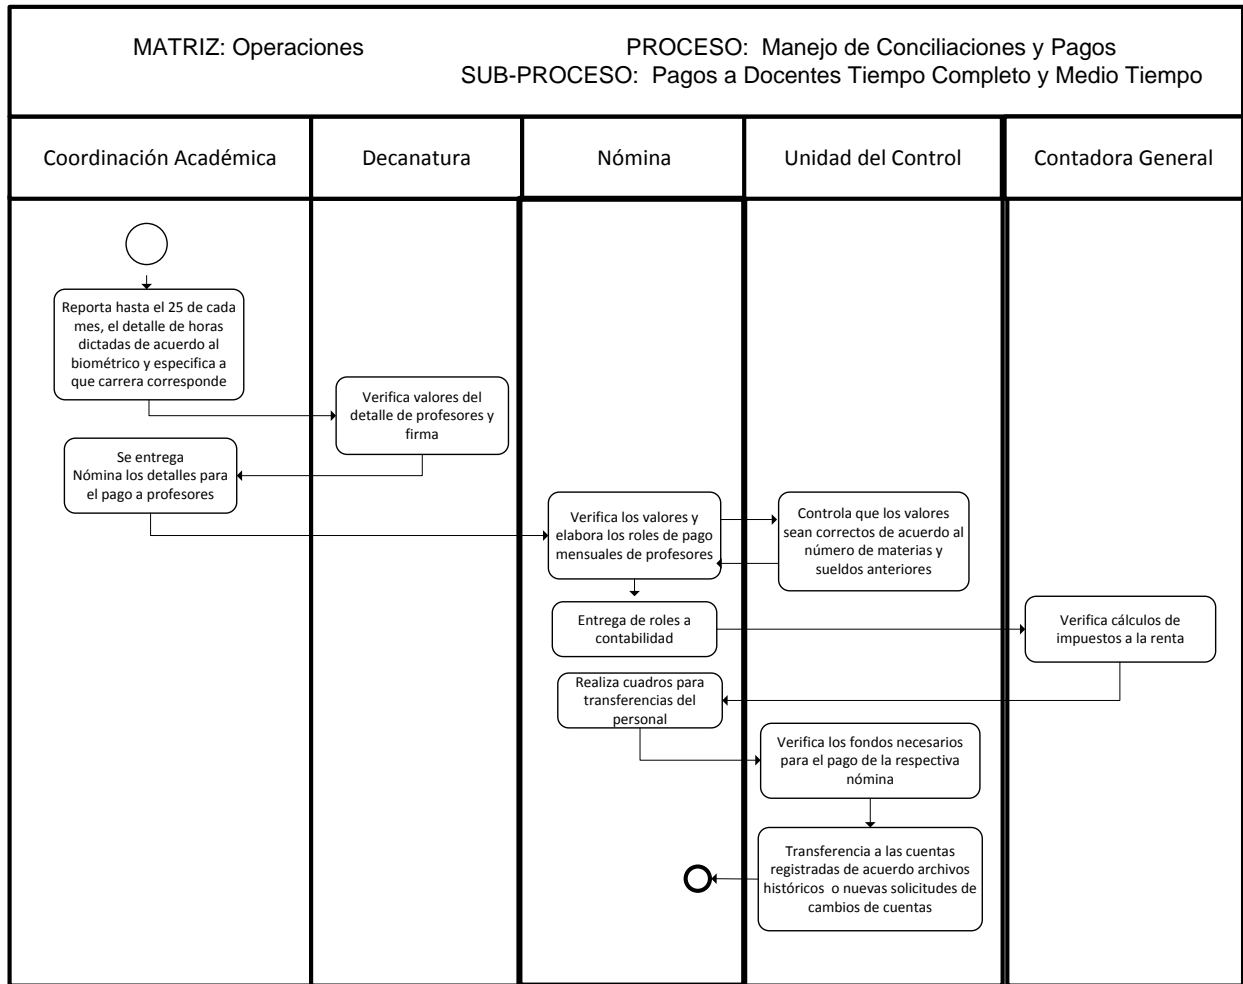 MATRIZ: Operaciones
PROCESO: Manejo de Conciliaciones y Pagos
SUB-PROCESO: Pagos a Docentes Tiempo Completo y Medio Tiempo
Coordinación Académica
Decanatura
Nómina
Unidad del Control
Contadora General
Reporta hasta el 25 de cada
mes, el detalle de horas
dictadas de acuerdo al
biométrico y especifica a
que carrera corresponde
Verifica valores del
detalle de profesores y
firma
Se entrega
Nómina los detalles para
el pago a profesores
Verifica los valores y
elabora los roles de pago
mensuales de profesores
Controla que los valores
sean correctos de acuerdo al
número de materias y
sueldos anteriores
Entrega de roles a
contabilidad
Verifica cálculos de
impuestos a la renta
Realiza cuadros para
transferencias del
personal
Verifica los fondos necesarios
para el pago de la respectiva
nómina
Transferencia a las cuentas
registradas de acuerdo archivos
históricos o nuevas solicitudes de
cambios de cuentas